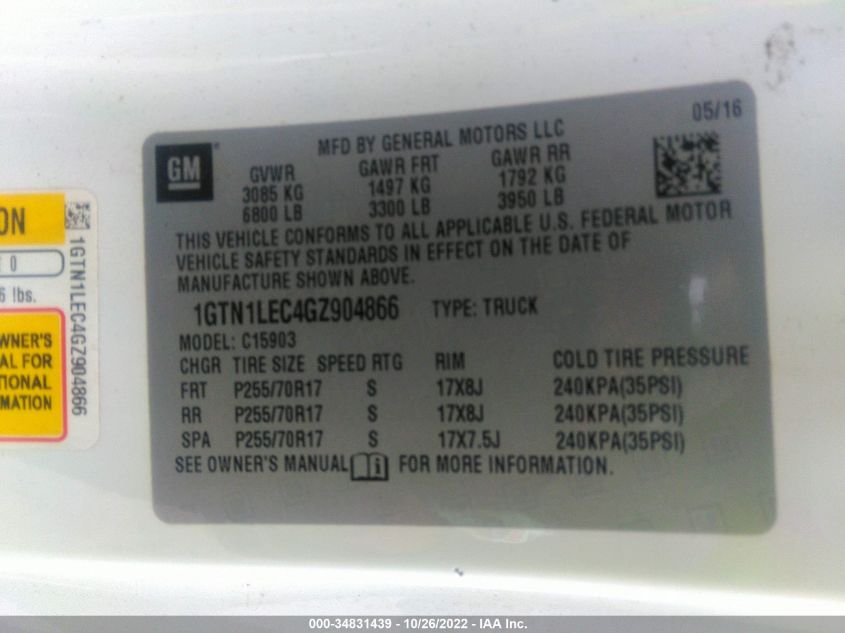 05/16
MFD BY GENERAL MOTORS LLC
GM
GVWR GAWR FRT GAWR RR
3085 KG 1497 KG 1792 KG
6800 LB 3300 LB 3950 LB
THIS VEHICLE CONFORMS TO ALL APPLICABLE U.S. FEDERAL MOTOR
VEHICLE SAFETY STANDARDS IN EFFECT ON THE DATE OF
MANUFACTURE SHOWN ABOVE.
1GTN1LEC4GZ904866 TYPE: TRUCK
MODEL: C15903
CHGR TIRE SIZE SPEED RTG RIM COLD TIRE PRESSURE
FRT P255/70R17 S 17X8J 240KPA(35PSI)
RR P255/70R17 S 17X8J 240KPA(35PSI)
SPA P255/70R17 S 17X7.5J 240KPA(35PSI)
SEE OWNER'S MANUAL i FOR MORE INFORMATION.
ON
E 0
6 lbs.
WNER'S
AL FOR
TIONAL
RMATION
1GTN1LEC4GZ904866
000-34831439 - 10/26/2022 - IAA Inc.